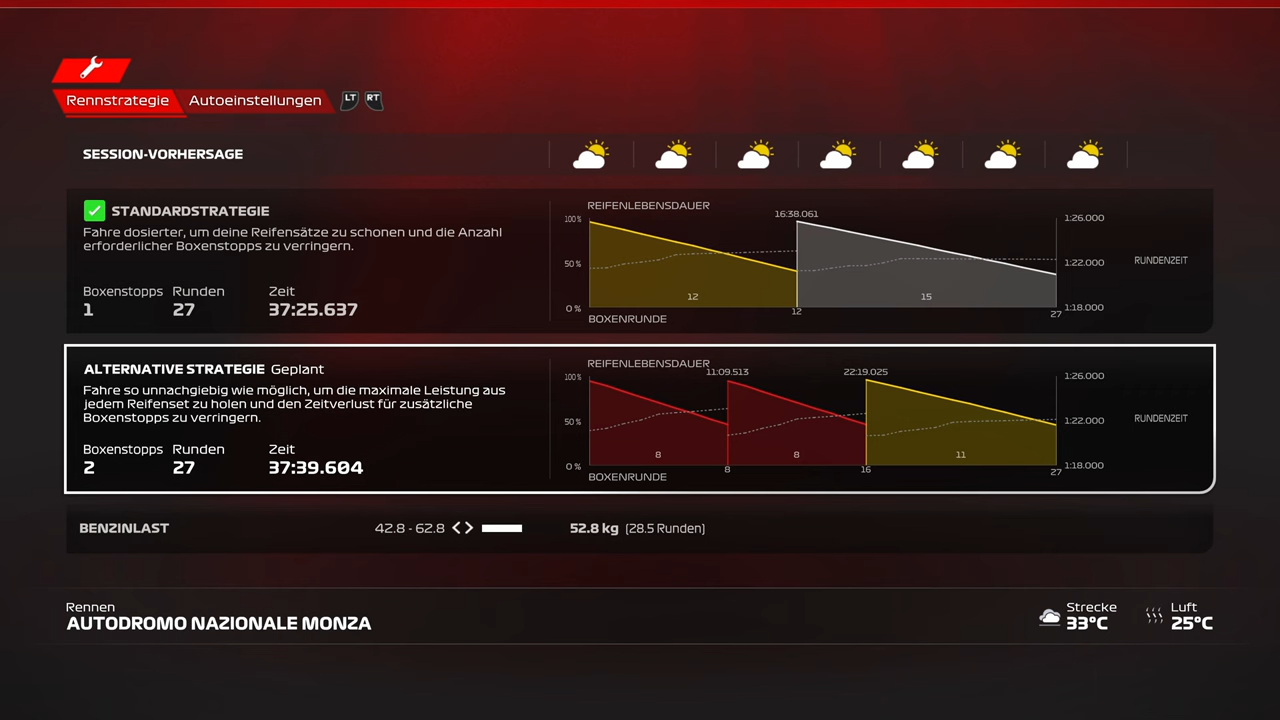 Rennstrategie Autoeinstellungen LT RT
SESSION-VORHERSAGE
STANDARDSTRATEGIE
Fahre dosierter, um deine Reifensätze zu schonen und die Anzahl
erforderlicher Boxenstopps zu verringern.
Boxenstopps Runden Zeit
1 27 37:25.637
REIFENLEBENSDAUER
16:38.061
100 % 1:26.000
50 % 1:22.000 RUNDENZEIT
12 15
0 % 12 27 1:18.000
BOXENRUNDE
ALTERNATIVE STRATEGIE Geplant
Fahre so unnachgiebig wie möglich, um die maximale Leistung aus
jedem Reifenset zu holen und den Zeitverlust für zusätzliche
Boxenstopps zu verringern.
Boxenstopps Runden Zeit
2 27 37:39.604
REIFENLEBENSDAUER
11:09.513 22:19.025
100 % 1:26.000
50 % 1:22.000 RUNDENZEIT
8 8 11
0 % 8 16 27 1:18.000
BOXENRUNDE
BENZINLAST 42.8 - 62.8 52.8 kg (28.5 Runden)
Rennen
AUTODROMO NAZIONALE MONZA
Strecke
33°C
Luft
25°C